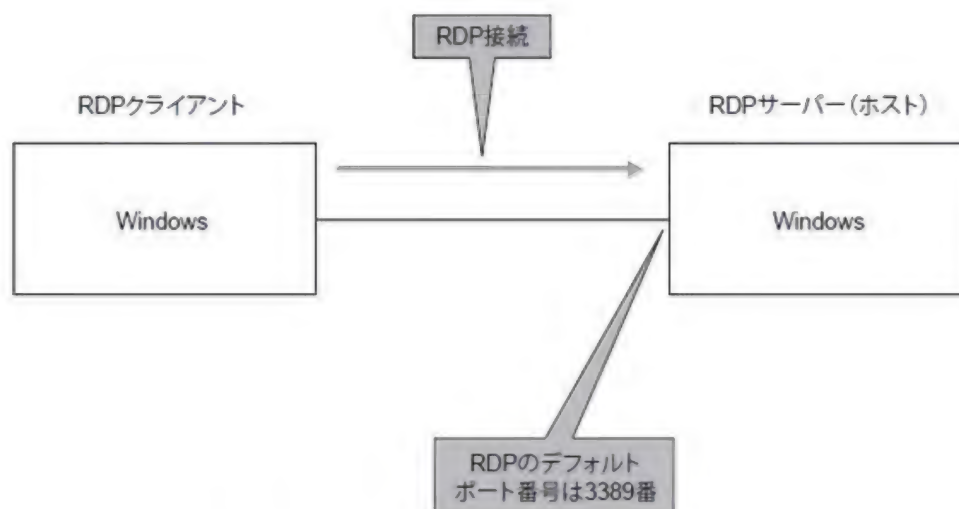 RDP接続
RDPクライアント
RDPサーバー(ホスト)
Windows
Windows
RDPのデフォルト
ポート番号は3389番